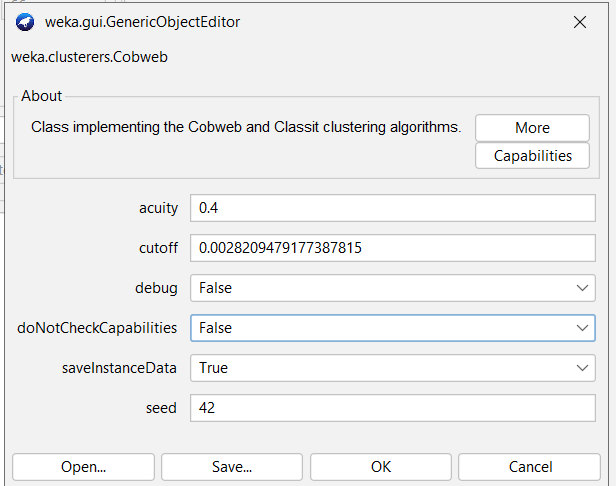 weka.gui.GenericObjectEditor
weka.clusterers.Cobweb
About
Class implementing the Cobweb and Classit clustering algorithms.
More
Capabilities
acuity 0.4
cutoff 0.0028209479177387815
debug False
doNotCheckCapabilities False
saveInstanceData True
seed 42
Open... Save... OK Cancel